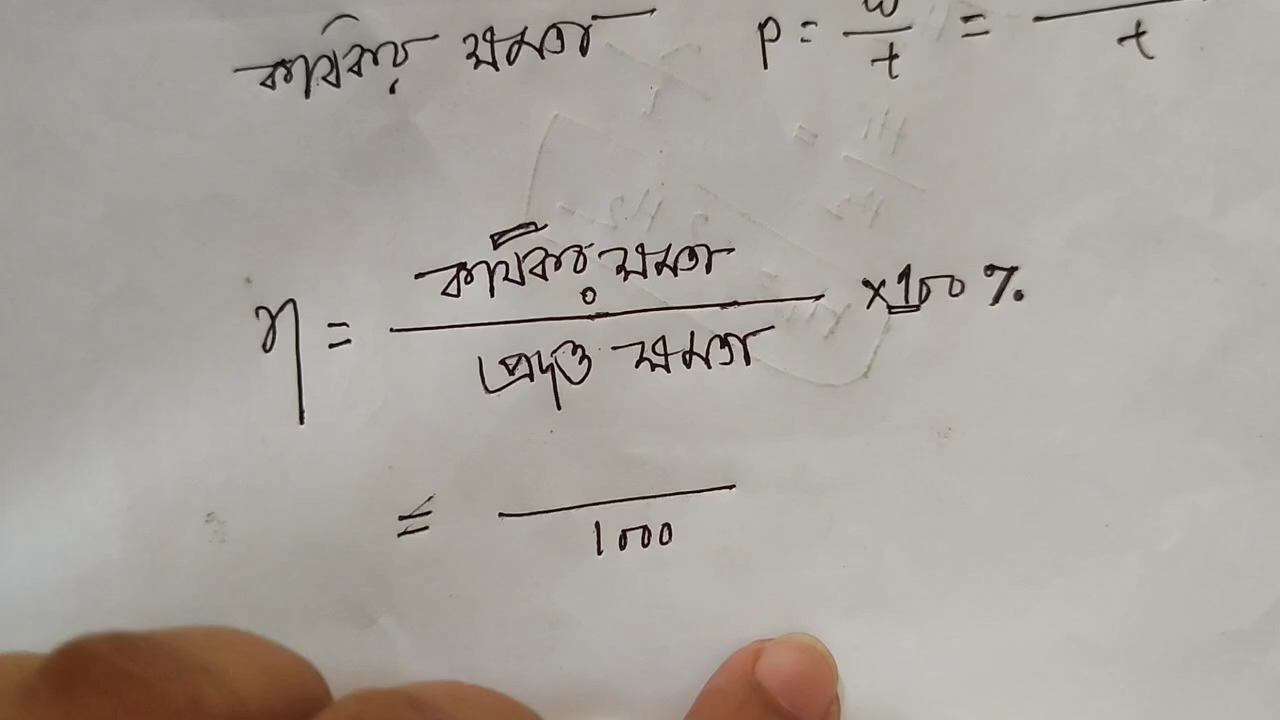 কার্যকর ক্ষমতা P = w/t = /t
η = কার্যকর ক্ষমতা/প্রদত্ত ক্ষমতা × 100 %
= /1000